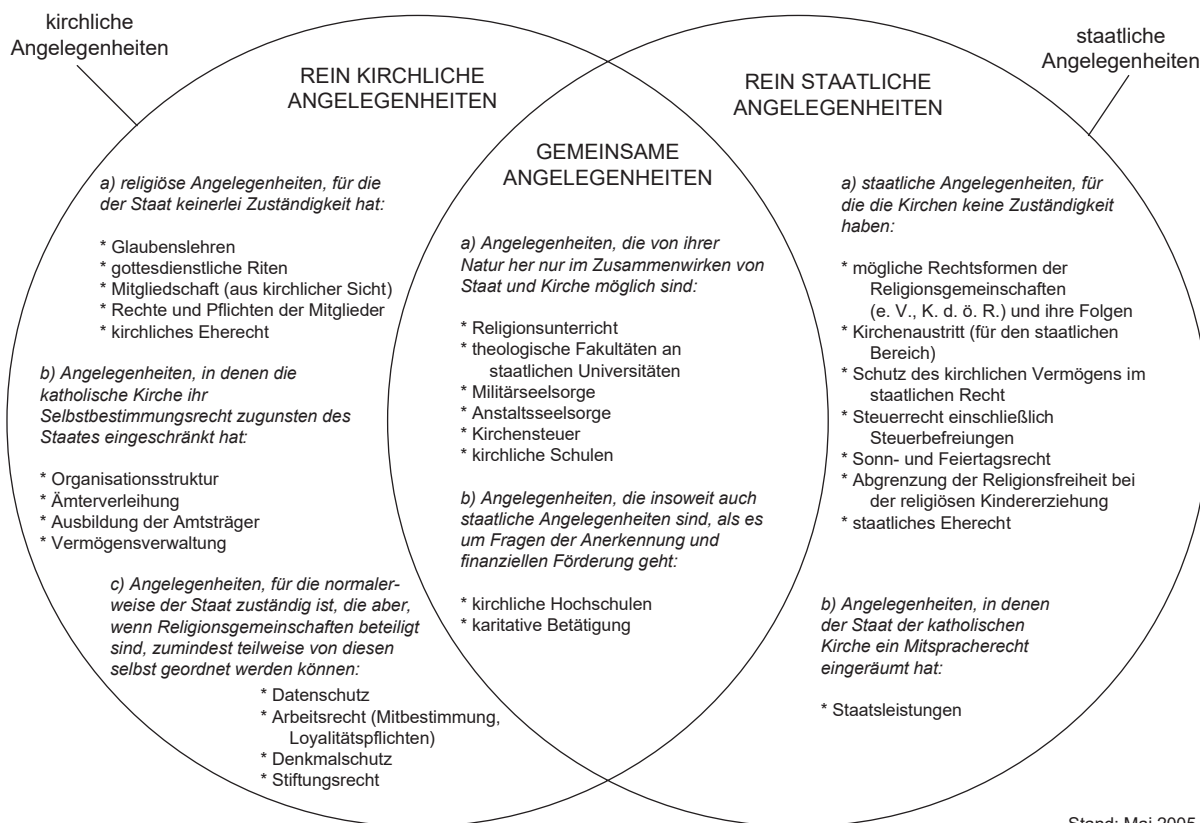 kirchliche
Angelegenheiten
staatliche
Angelegenheiten
REIN KIRCHLICHE
ANGELEGENHEITEN
a) religiöse Angelegenheiten, für die
der Staat keinerlei Zuständigkeit hat:
* Glaubenslehren
* gottesdienstliche Riten
* Mitgliedschaft (aus kirchlicher Sicht)
* Rechte und Pflichten der Mitglieder
* kirchliches Eherecht
b) Angelegenheiten, in denen die
katholische Kirche ihr
Selbstbestimmungsrecht zugunsten des
Staates eingeschränkt hat:
* Organisationsstruktur
* Ämterverleihung
* Ausbildung der Amtsträger
* Vermögensverwaltung
c) Angelegenheiten, für die normaler-
weise der Staat zuständig ist, die aber,
wenn Religionsgemeinschaften beteiligt
sind, zumindest teilweise von diesen
selbst geordnet werden können:
* Datenschutz
* Arbeitsrecht (Mitbestimmung,
Loyalitätspflichten)
* Denkmalschutz
* Stiftungsrecht
GEMEINSAME
ANGELEGENHEITEN
a) Angelegenheiten, die von ihrer
Natur her nur im Zusammenwirken von
Staat und Kirche möglich sind:
* Religionsunterricht
* theologische Fakultäten an
staatlichen Universitäten
* Militärseelsorge
* Anstaltsseelsorge
* Kirchensteuer
* kirchliche Schulen
b) Angelegenheiten, die insoweit auch
staatliche Angelegenheiten sind, als es
um Fragen der Anerkennung und
finanziellen Förderung geht:
* kirchliche Hochschulen
* karitative Betätigung
REIN STAATLICHE
ANGELEGENHEITEN
a) staatliche Angelegenheiten, für
die die Kirchen keine Zuständigkeit
haben:
* mögliche Rechtsformen der
Religionsgemeinschaften
(e. V., K. d. ö. R.) und ihre Folgen
* Kirchenaustritt (für den staatlichen
Bereich)
* Schutz des kirchlichen Vermögens im
staatlichen Recht
* Steuerrecht einschließlich
Steuerbefreiungen
* Sonn- und Feiertagsrecht
* Abgrenzung der Religionsfreiheit bei
der religiösen Kindererziehung
* staatliches Eherecht
b) Angelegenheiten, in denen
der Staat der katholischen
Kirche ein Mitspracherecht
eingeräumt hat:
* Staatsleistungen
Stand: Mai 2005